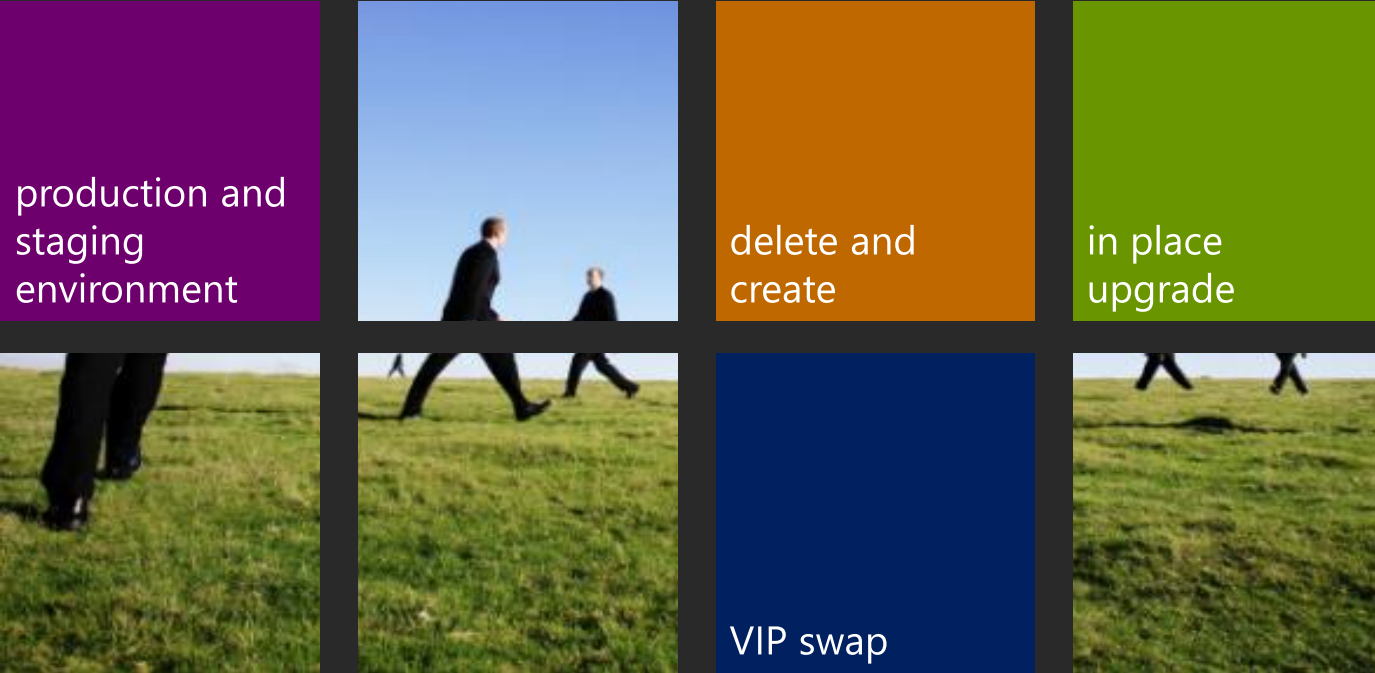 production and
staging
environment
delete and
create
in place
upgrade
VIP swap